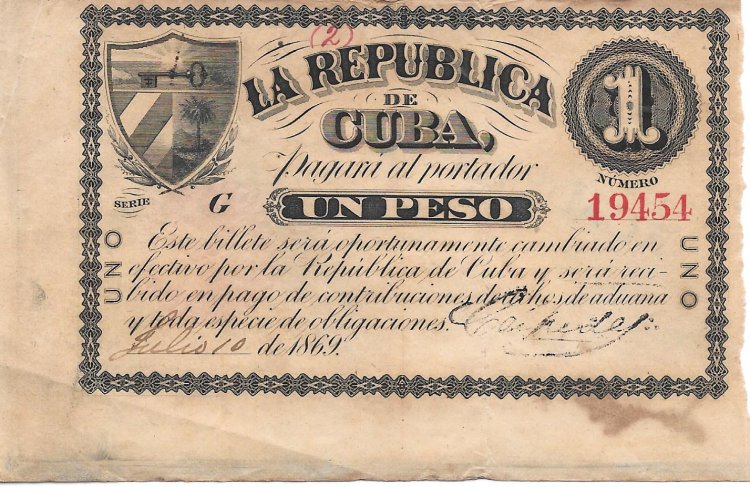 (2)
LA REPUBLICA
DE
CUBA,
1
Pagará al portador
NÚMERO
SERIE G
UN PESO
19454
UNO
UNO
Este billete será oportunamente cambiado en
efectivo por la República de Cuba y será reci-
bido en pago de contribuciones, derechos de aduana
y toda especie de obligaciones.
Julio 10 de 1869.